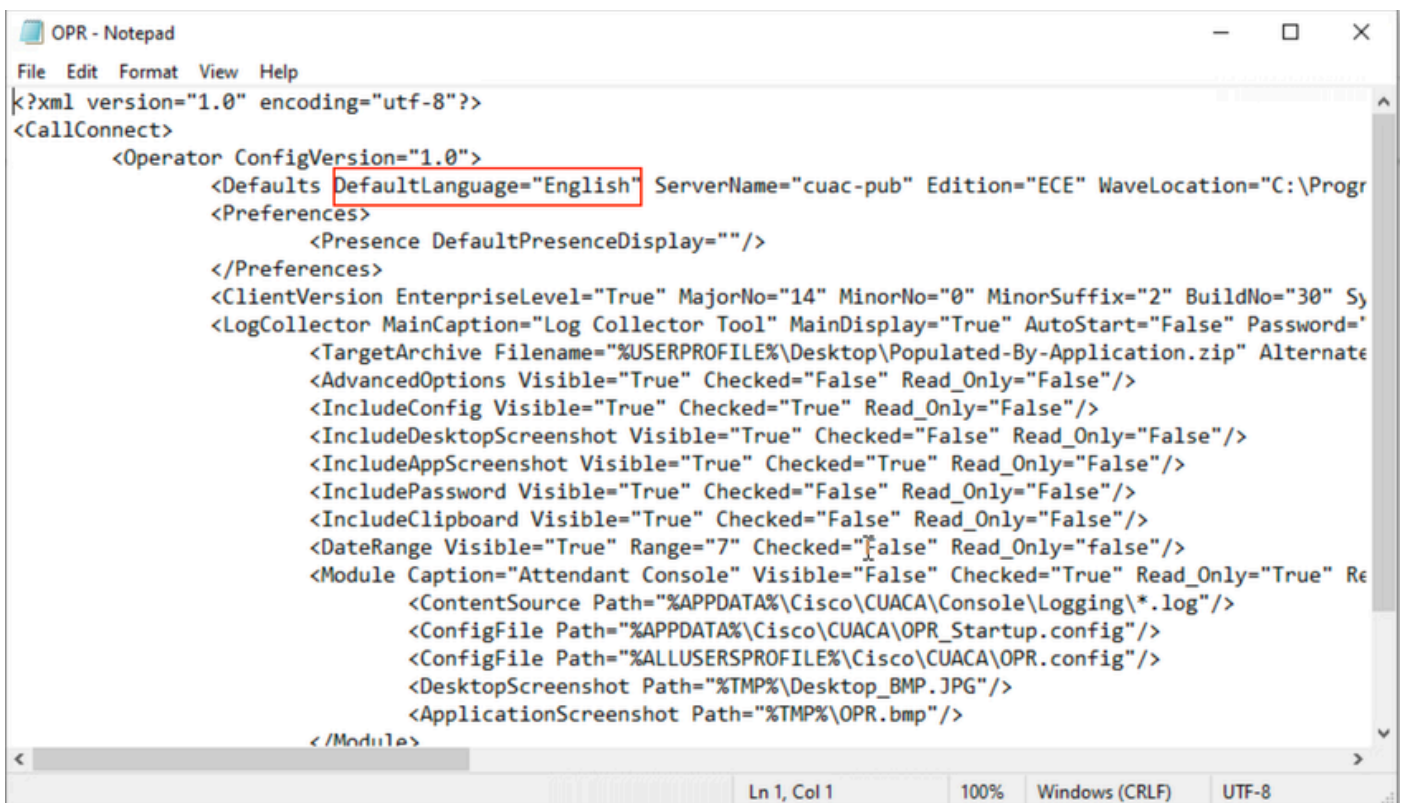 OPR - Notepad
File Edit Format View Help
<?xml version="1.0" encoding="utf-8"?>
<CallConnect>
<Operator ConfigVersion="1.0">
<Defaults DefaultLanguage="English" ServerName="cuac-pub" Edition="ECE" WaveLocation="C:\Progr
<Preferences>
<Presence DefaultPresenceDisplay=""/>
</Preferences>
<ClientVersion EnterpriseLevel="True" MajorNo="14" MinorNo="0" MinorSuffix="2" BuildNo="30" Sy
<LogCollector MainCaption="Log Collector Tool" MainDisplay="True" AutoStart="False" Password="
<TargetArchive Filename="%USERPROFILE%\Desktop\Populated-By-Application.zip" Alternate
<AdvancedOptions Visible="True" Checked="False" Read_Only="False"/>
<IncludeConfig Visible="True" Checked="True" Read_Only="False"/>
<IncludeDesktopScreenshot Visible="True" Checked="False" Read_Only="False"/>
<IncludeAppScreenshot Visible="True" Checked="True" Read_Only="False"/>
<IncludePassword Visible="True" Checked="False" Read_Only="False"/>
<IncludeClipboard Visible="True" Checked="False" Read_Only="False"/>
<DateRange Visible="True" Range="7" Checked="False" Read_Only="false"/>
<Module Caption="Attendant Console" Visible="False" Checked="True" Read_Only="True" Re
<ContentSource Path="%APPDATA%\Cisco\CUACA\Console\Logging\*.log"/>
<ConfigFile Path="%APPDATA%\Cisco\CUACA\OPR_Startup.config"/>
<ConfigFile Path="%ALLUSERSPROFILE%\Cisco\CUACA\OPR.config"/>
<DesktopScreenshot Path="%TMP%\Desktop_BMP.JPG"/>
<ApplicationScreenshot Path="%TMP%\OPR.bmp"/>
</Module>
Ln 1, Col 1 100% Windows (CRLF) UTF-8